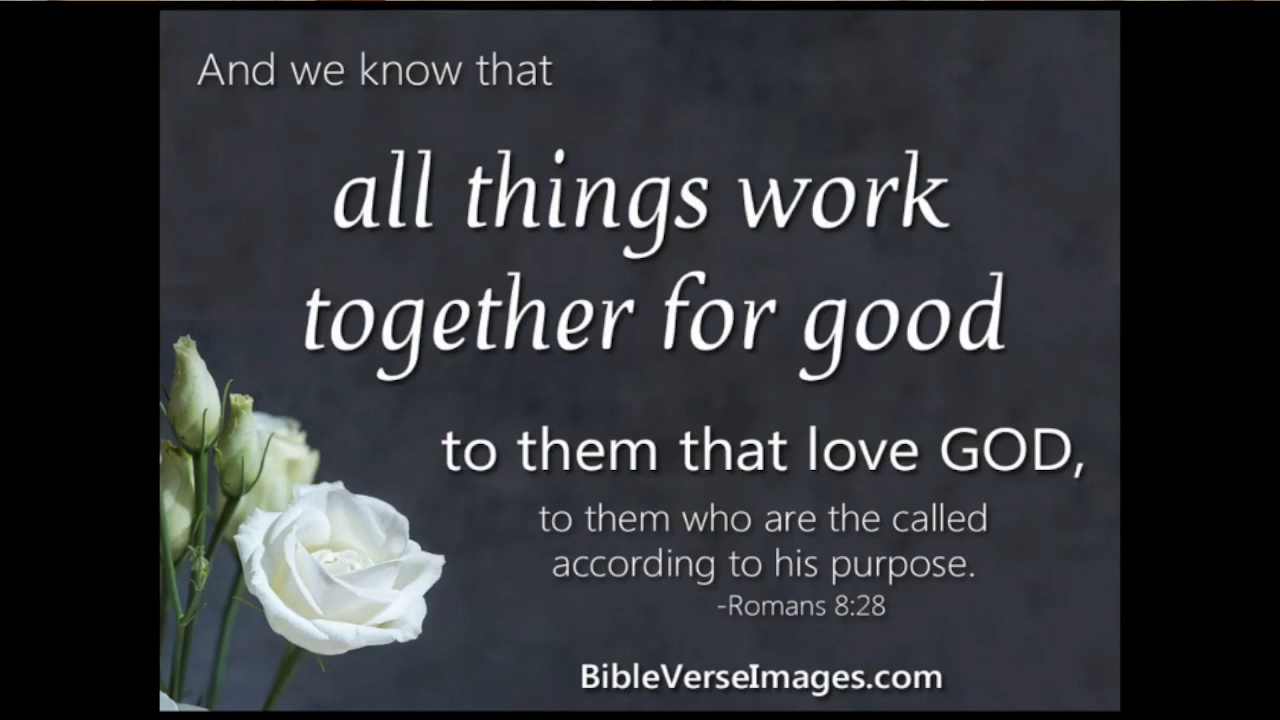 And we know that
all things work
together for good
to them that love GOD,
to them who are the called
according to his purpose.
-Romans 8:28
BibleVerseImages.com